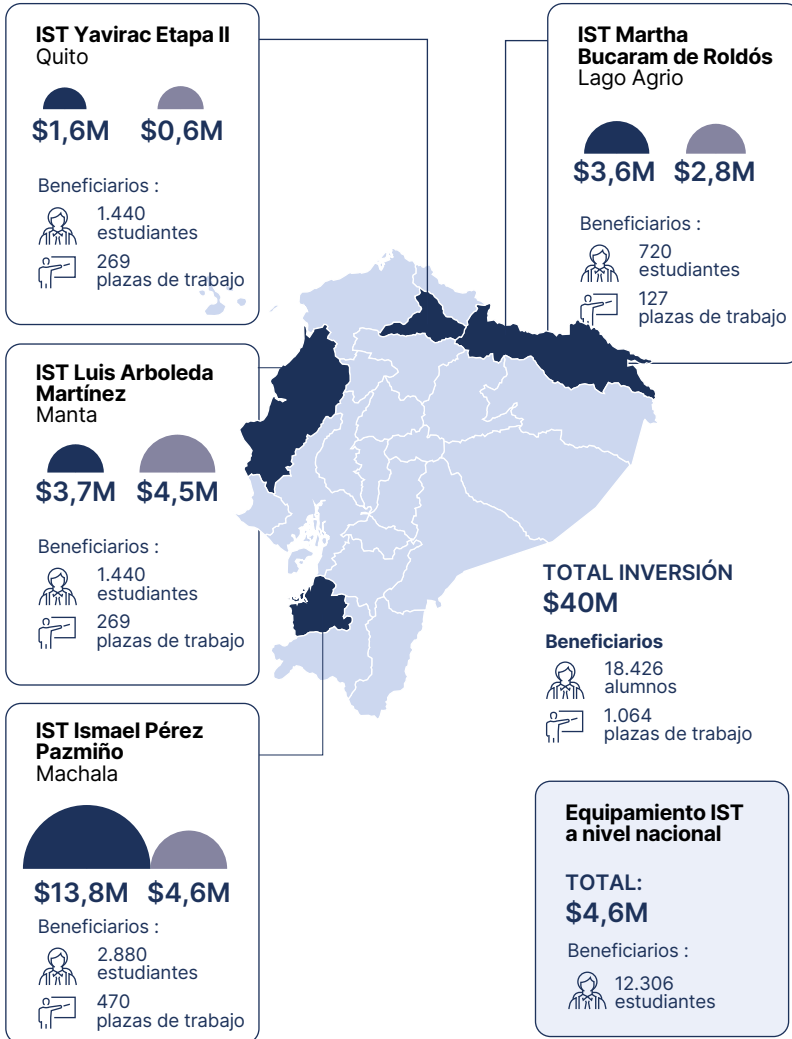 IST Yavirac Etapa II
Quito
$1,6M $0,6M
Beneficiarios :
1.440
estudiantes
269
plazas de trabajo
IST Martha
Bucaram de Roldós
Lago Agrio
$3,6M $2,8M
Beneficiarios :
720
estudiantes
127
plazas de trabajo
IST Luis Arboleda
Martínez
Manta
$3,7M $4,5M
Beneficiarios :
1.440
estudiantes
269
plazas de trabajo
TOTAL INVERSIÓN
$40M
Beneficiarios
18.426
alumnos
1.064
plazas de trabajo
IST Ismael Pérez
Pazmiño
Machala
$13,8M $4,6M
Beneficiarios :
2.880
estudiantes
470
plazas de trabajo
Equipamiento IST
a nivel nacional
TOTAL:
$4,6M
Beneficiarios :
12.306
estudiantes